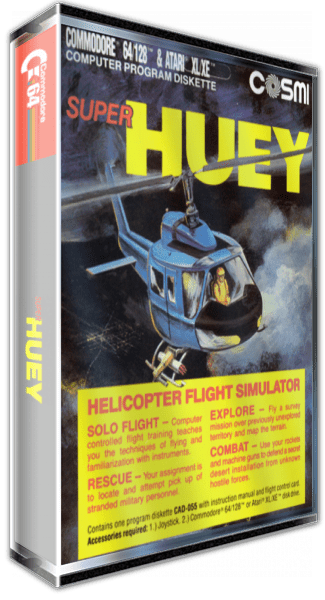 COMMODORE™ 64/128™ & ATARI® XL/XE™
COMPUTER PROGRAM DISKETTE
COSMI
SUPER
HUEY
HELICOPTER FLIGHT SIMULATOR
SOLO FLIGHT – Computer
controlled flight training teaches
you the techniques of flying and
familiarization with instruments.
RESCUE – Your assignment is
to locate and attempt pick up of
stranded military personnel.
EXPLORE – Fly a survey
mission over previously unexplored
territory and map the terrain.
COMBAT – Use your rockets
and machine guns to defend a secret
desert installation from unknown
hostile forces.
Contains one program diskette CAD-055 with instruction manual and flight control card.
Accessories required: 1.) Joystick. 2.) Commodore® 64/128™ or Atari® XL/XE™ disk drive.
Commodore
C 64
SUPER
HUEY